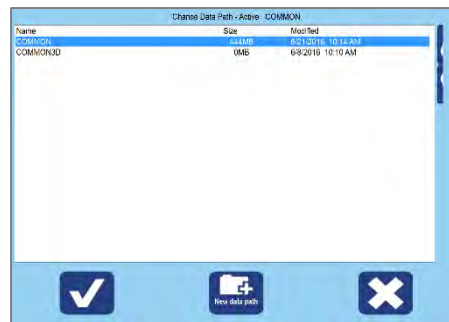 Change Data Path - Active COMMON
Name Size Modified
COMMON 444MB 6/21/2016 10:14 AM
COMMON3D 0MB 6/8/2016 10:10 AM
New data path